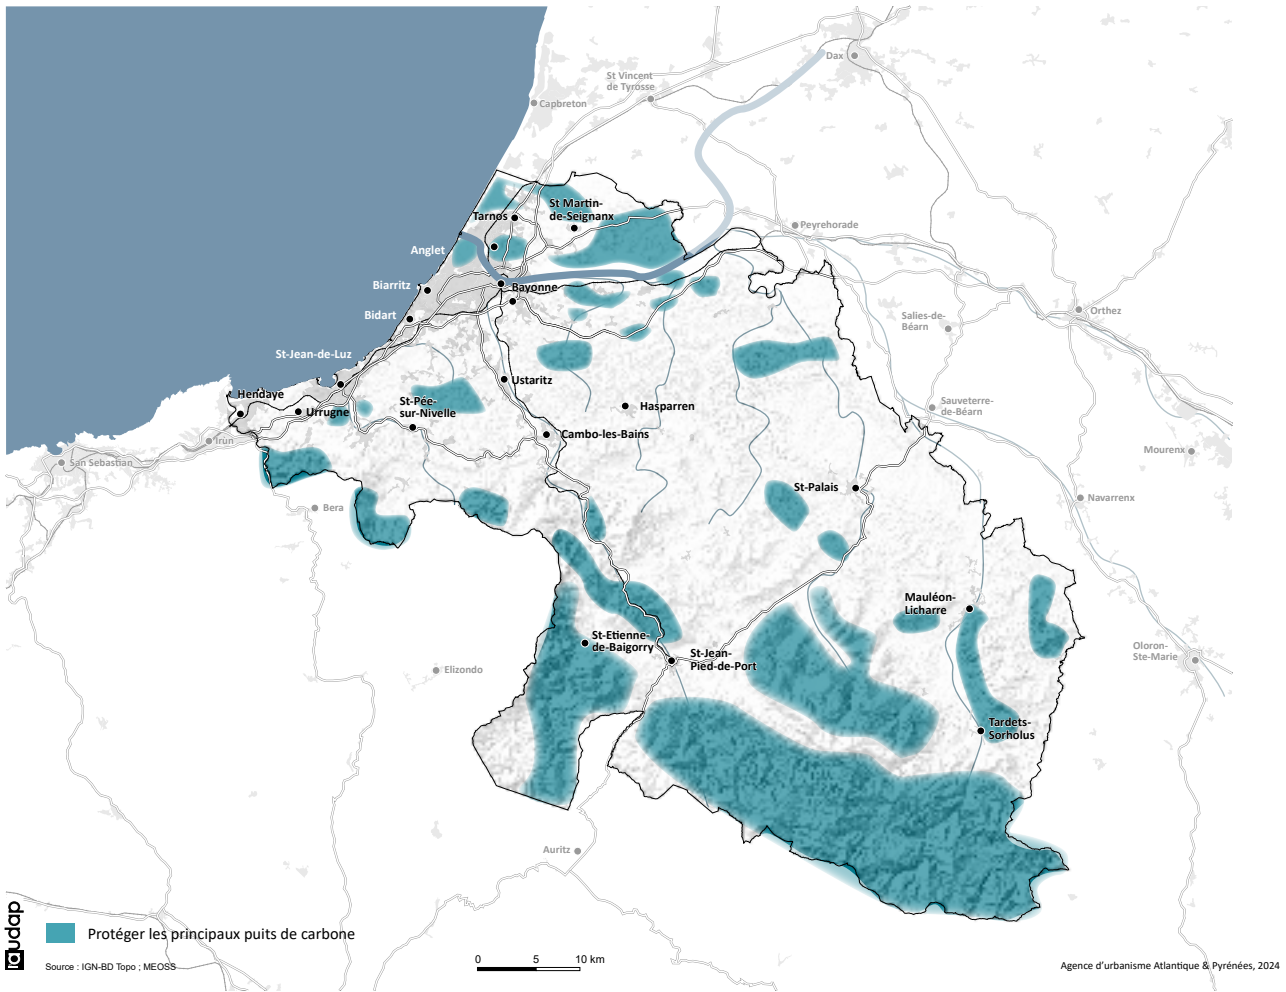 Dax
St Vincent
de Tyrosse
Capbreton
St Martin-
de-Seignanx
Tarnos
Peyrehorade
Anglet
Biarritz
Bayonne
Bidart
Salies-de-
Béarn
Orthez
St-Jean-de-Luz
Ustaritz
Hendaye
St-Pée-
sur-Nivelle
Urrugne
Hasparren
Sauveterre-
de-Béarn
Irun
Cambo-les-Bains
San Sebastian
Mourenx
St-Palais
Navarrenx
Bera
Mauléon-
Licharre
St-Etienne-
de-Baigorry
St-Jean-
Pied-de-Port
Oloron-
Ste-Marie
Elizondo
Tardets-
Sorholus
Auritz
audap
Protéger les principaux puits de carbone
0 5 10 km
Source : IGN-BD Topo ; MEOSS
Agence d'urbanisme Atlantique & Pyrénées, 2024